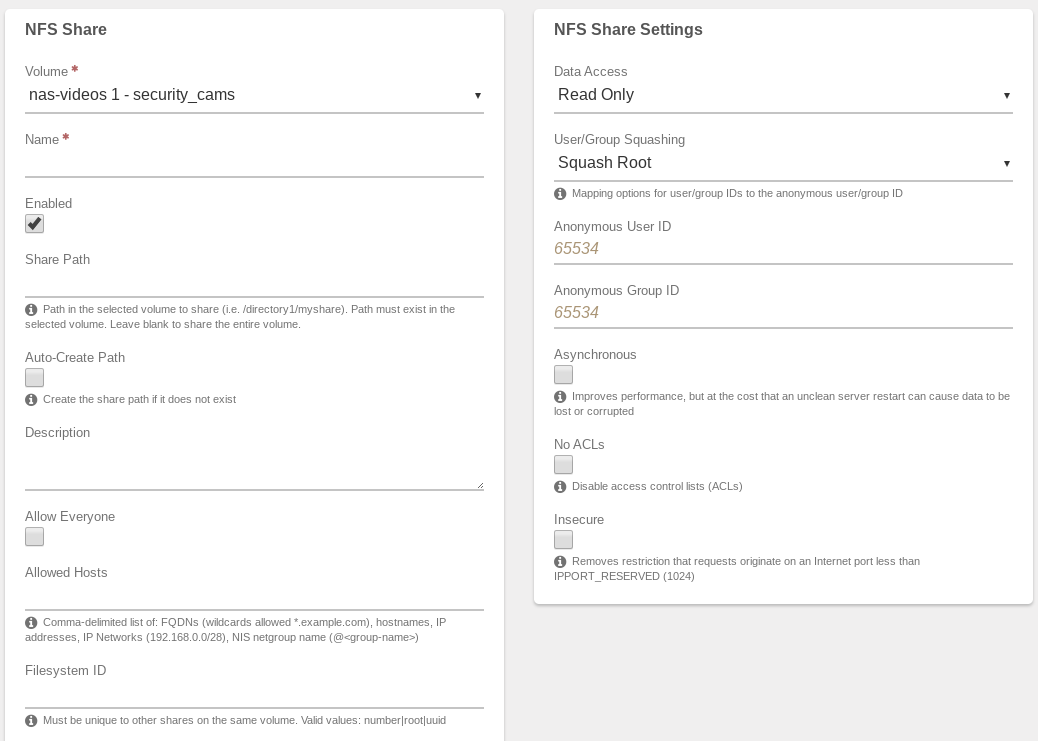 NFS Share
Volume *
nas-videos 1 - security_cams
Name *
Enabled
Share Path
Path in the selected volume to share (i.e. /directory1/myshare). Path must exist in the
selected volume. Leave blank to share the entire volume.
Auto-Create Path
Create the share path if it does not exist
Description
Allow Everyone
Allowed Hosts
Comma-delimited list of: FQDNs (wildcards allowed *.example.com), hostnames, IP
addresses, IP Networks (192.168.0.0/28), NIS netgroup name (@<group-name>)
Filesystem ID
Must be unique to other shares on the same volume. Valid values: number|root|uuid
NFS Share Settings
Data Access
Read Only
User/Group Squashing
Squash Root
Mapping options for user/group IDs to the anonymous user/group ID
Anonymous User ID
65534
Anonymous Group ID
65534
Asynchronous
Improves performance, but at the cost that an unclean server restart can cause data to be
lost or corrupted
No ACLs
Disable access control lists (ACLs)
Insecure
Removes restriction that requests originate on an Internet port less than
IPPORT_RESERVED (1024)